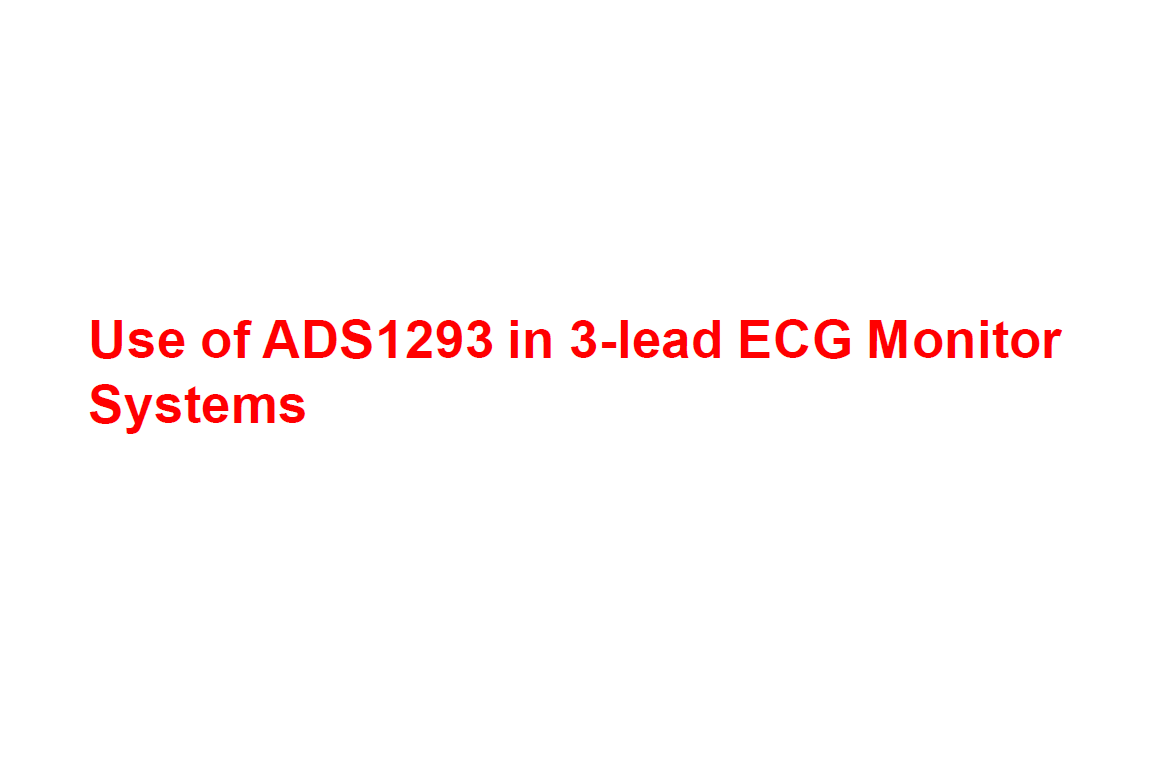 Use of ADS1293 in 3-lead ECG Monitor
Systems